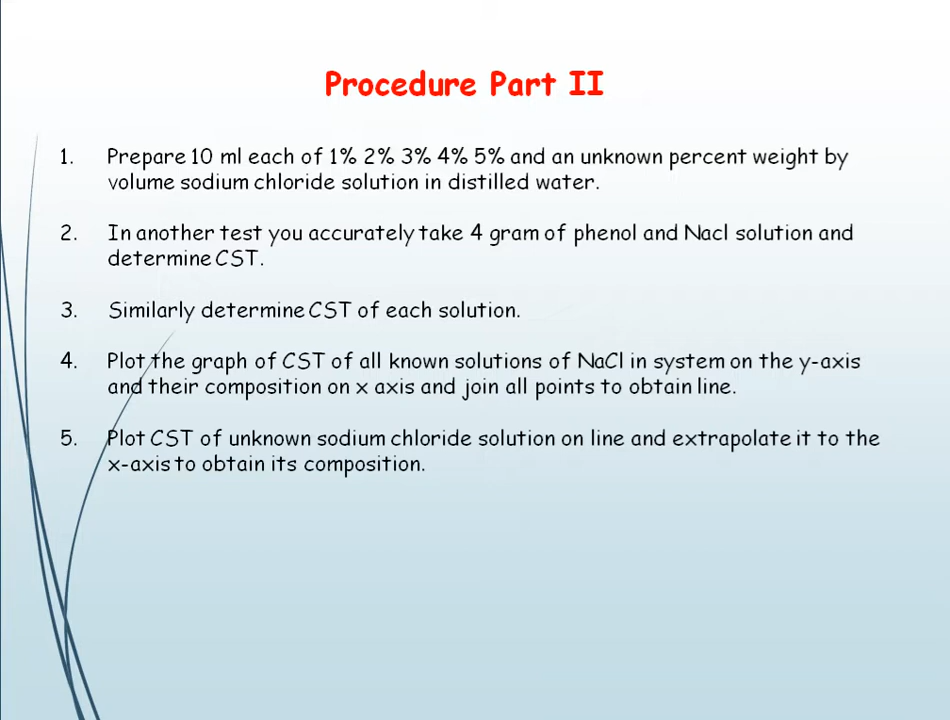 Procedure Part II
1. Prepare 10 ml each of 1% 2% 3% 4% 5% and an unknown percent weight by
volume sodium chloride solution in distilled water.
2. In another test you accurately take 4 gram of phenol and Nacl solution and
determine CST.
3. Similarly determine CST of each solution.
4. Plot the graph of CST of all known solutions of NaCl in system on the y-axis
and their composition on x axis and join all points to obtain line.
5. Plot CST of unknown sodium chloride solution on line and extrapolate it to the
x-axis to obtain its composition.